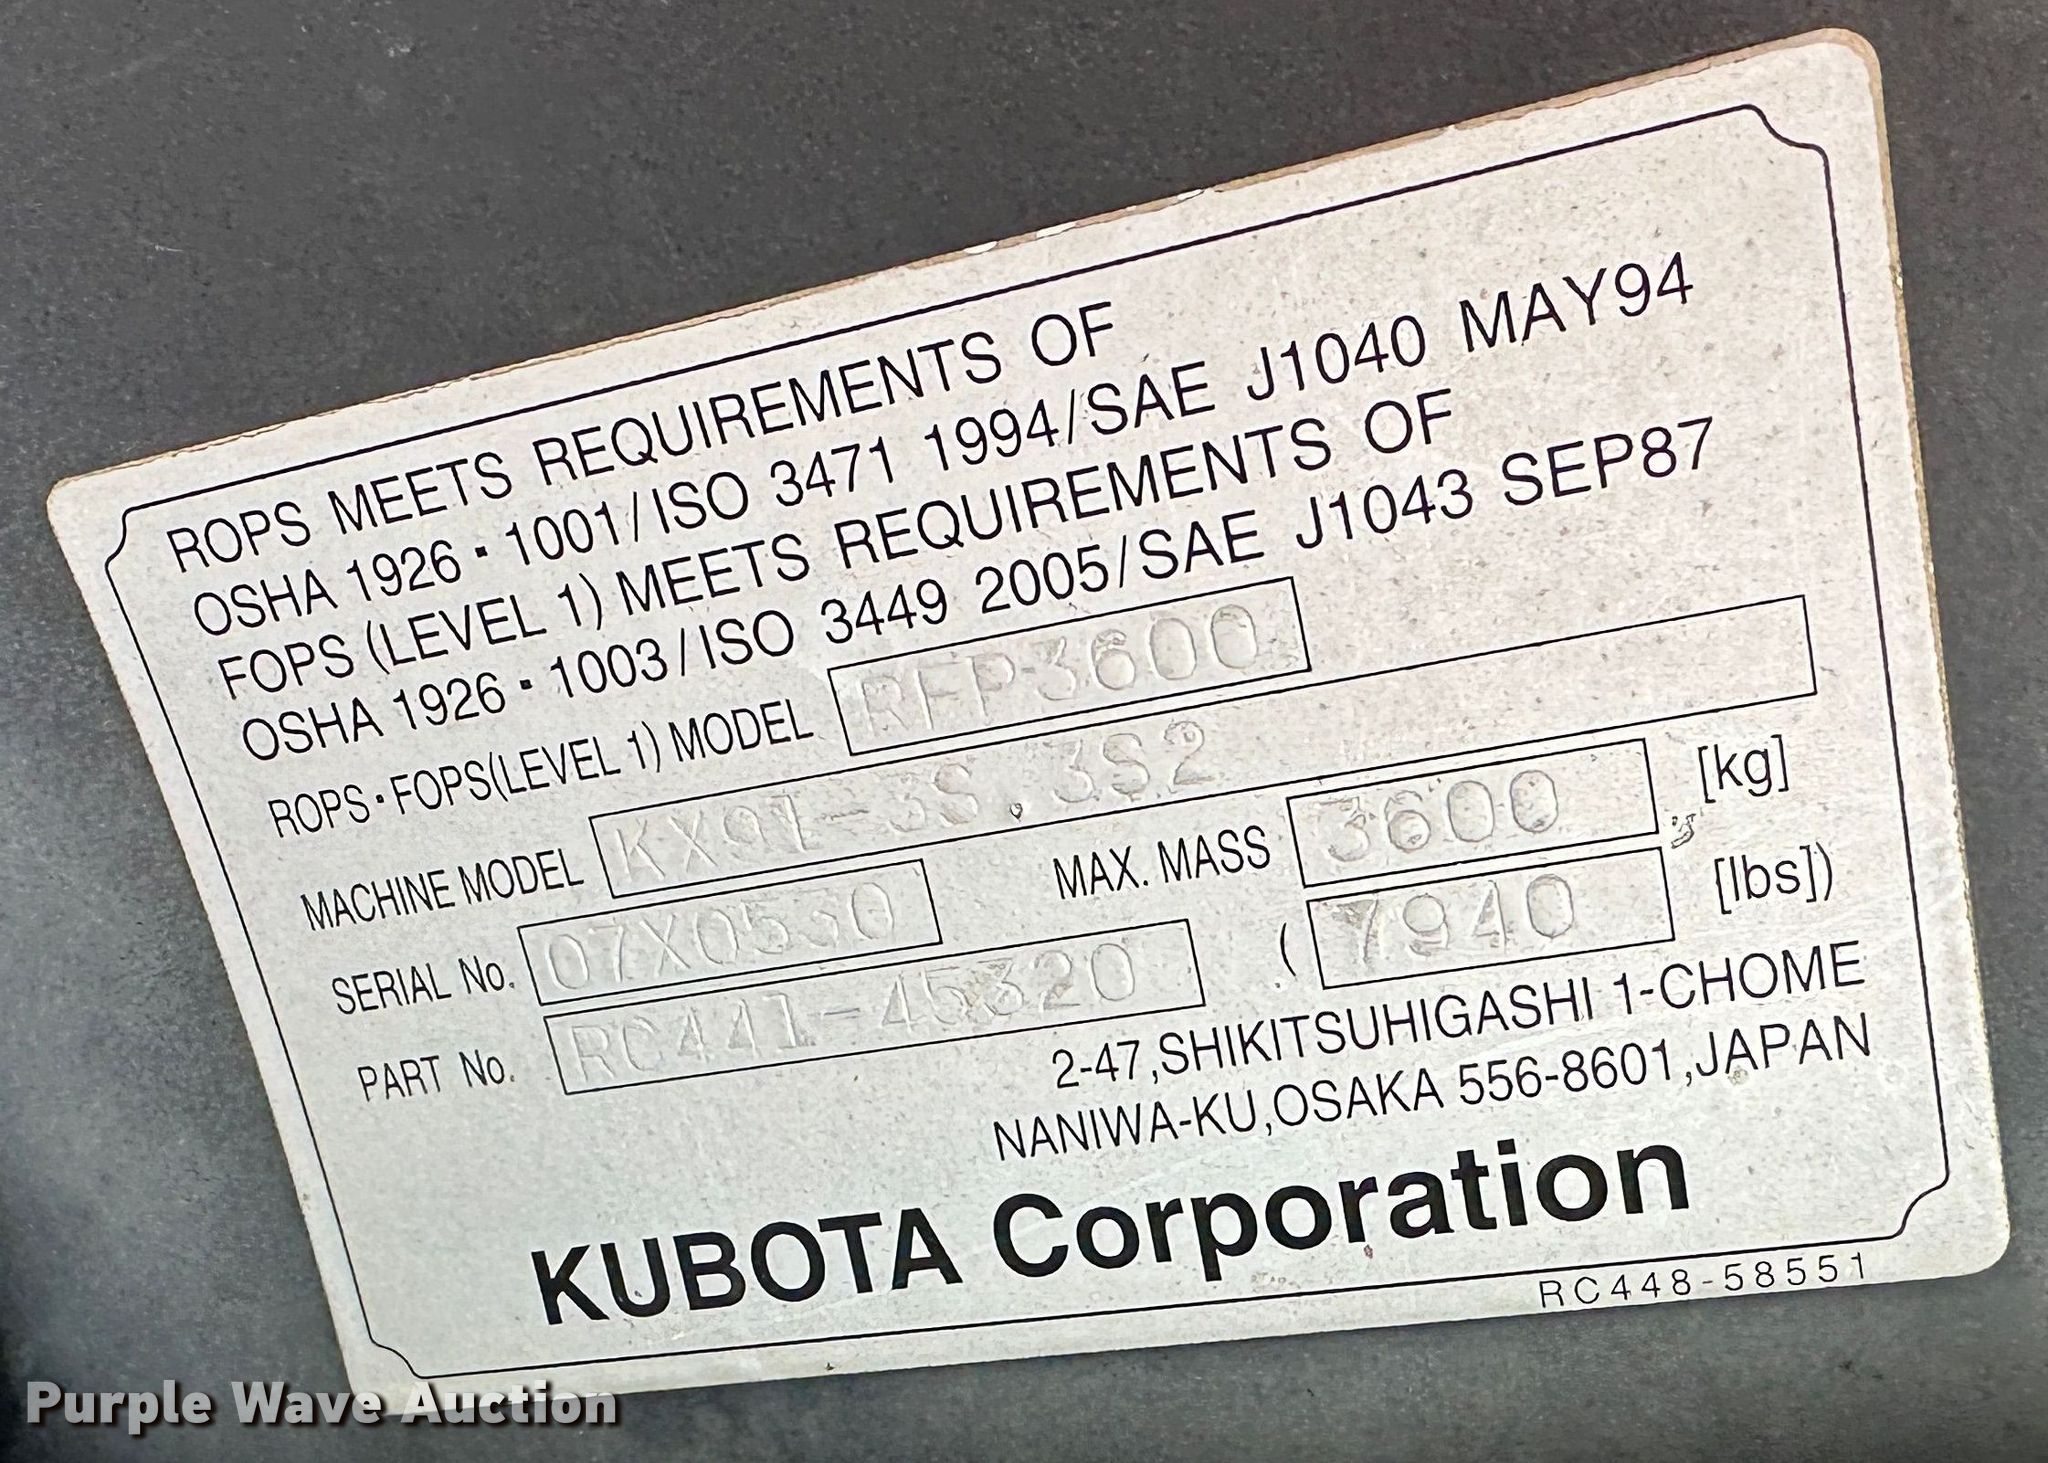 ROPS MEETS REQUIREMENTS OF
OSHA 1926・1001/ISO 3471 1994/SAE J1040 MAY94
FOPS (LEVEL 1) MEETS REQUIREMENTS OF
OSHA 1926・1003/ISO 3449 2005/SAE J1043 SEP87
ROPS・FOPS(LEVEL 1) MODEL RFP3600
MACHINE MODEL KX91-3S,3S2
SERIAL No. 07X0530 MAX. MASS 3600 [kg]
PART No. RC441-45320 ( 7940 [lbs])
2-47,SHIKITSUHIGASHI 1-CHOME
NANIWA-KU,OSAKA 556-8601,JAPAN
KUBOTA Corporation
RC448-58551
Purple Wave Auction